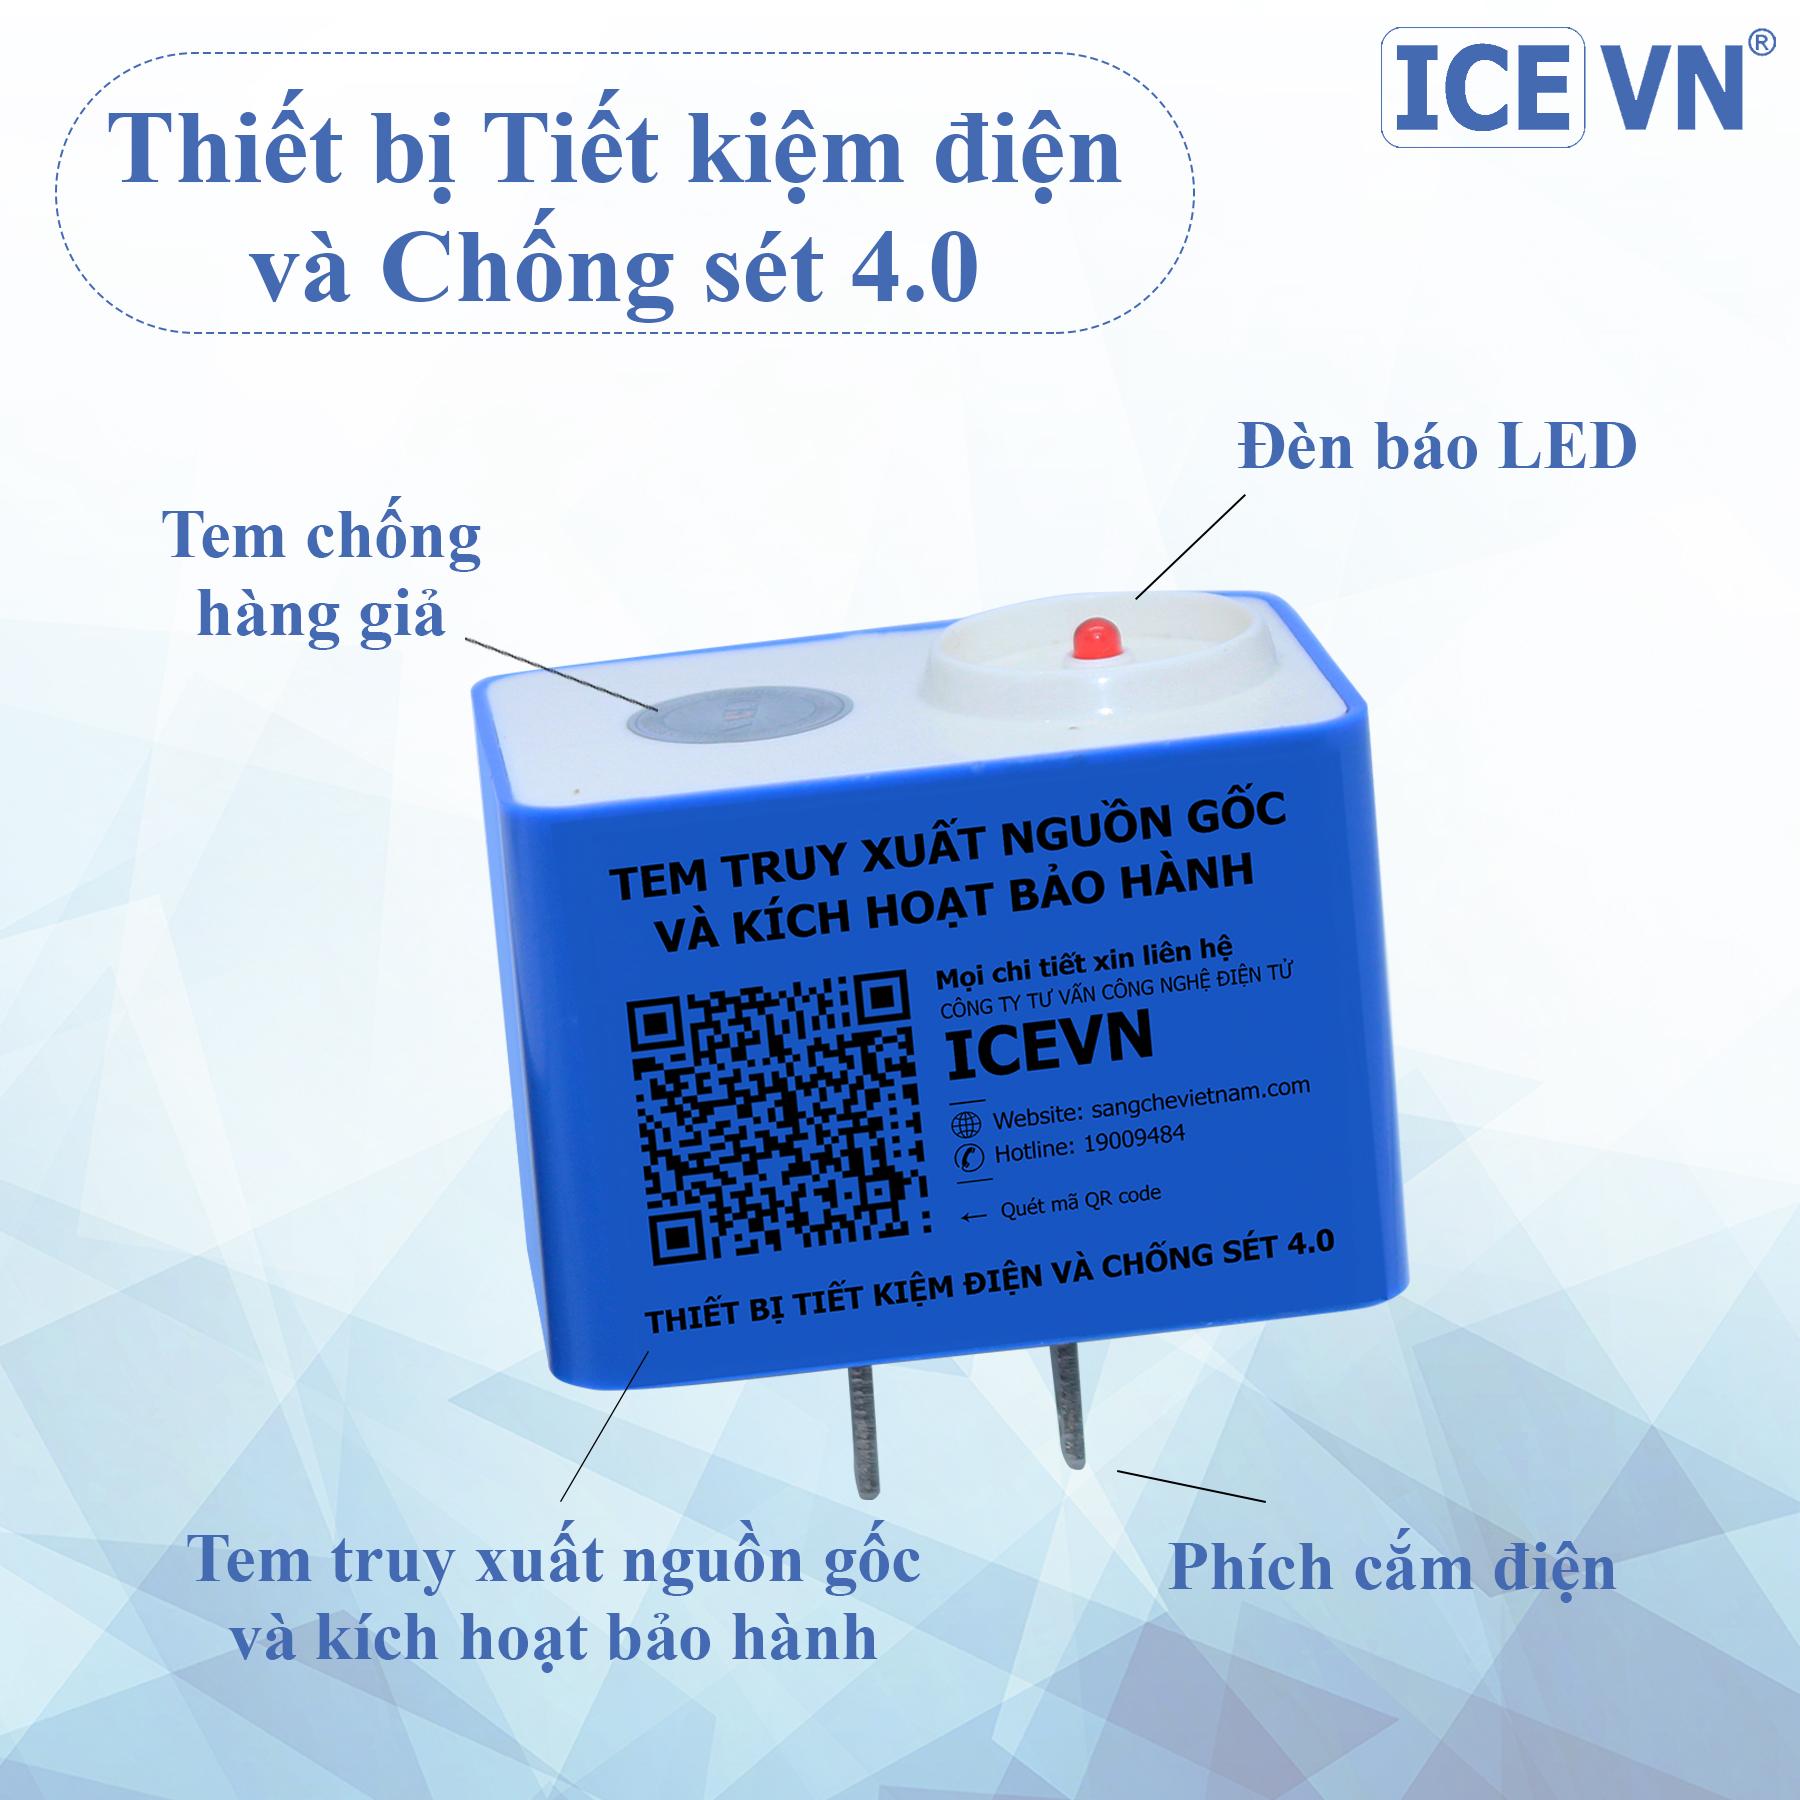 ICEVN®
Thiết bị Tiết kiệm điện
và Chống sét 4.0
Đèn báo LED
Tem chống
hàng giả
TEM TRUY XUẤT NGUỒN GỐC
VÀ KÍCH HOẠT BẢO HÀNH
Mọi chi tiết xin liên hệ
CÔNG TY TƯ VẤN CÔNG NGHỆ ĐIỆN TỬ
ICEVN
Website: sangchevietnam.com
Hotline: 19009484
← Quét mã QR code
THIẾT BỊ TIẾT KIỆM ĐIỆN VÀ CHỐNG SÉT 4.0
Tem truy xuất nguồn gốc
và kích hoạt bảo hành
Phích cắm điện